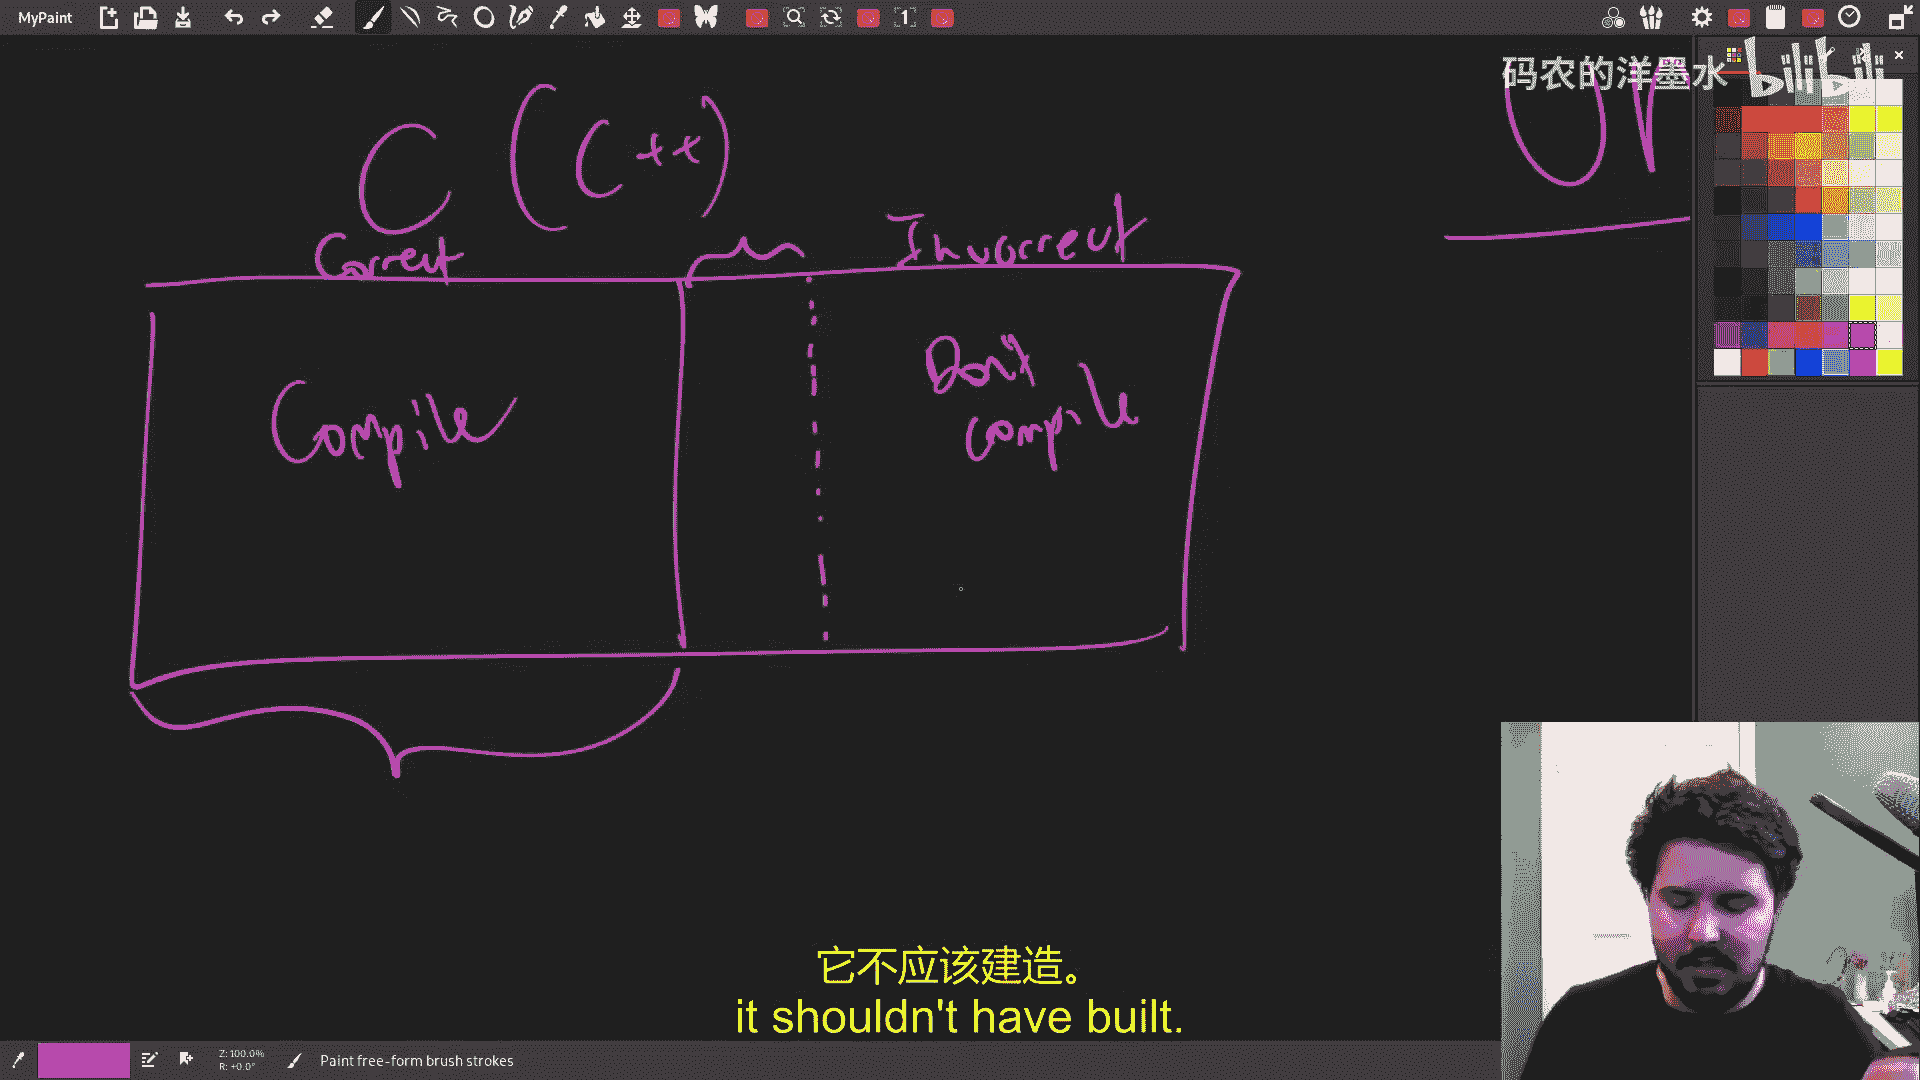 MyPaint
码农的洋墨水 bilibili
C (C++)
Correct
Incorrect
Compile
Don't
compile
它不应该建造。
it shouldn't have built.
Z: 100.0%
R: +0.0°
Paint free-form brush strokes